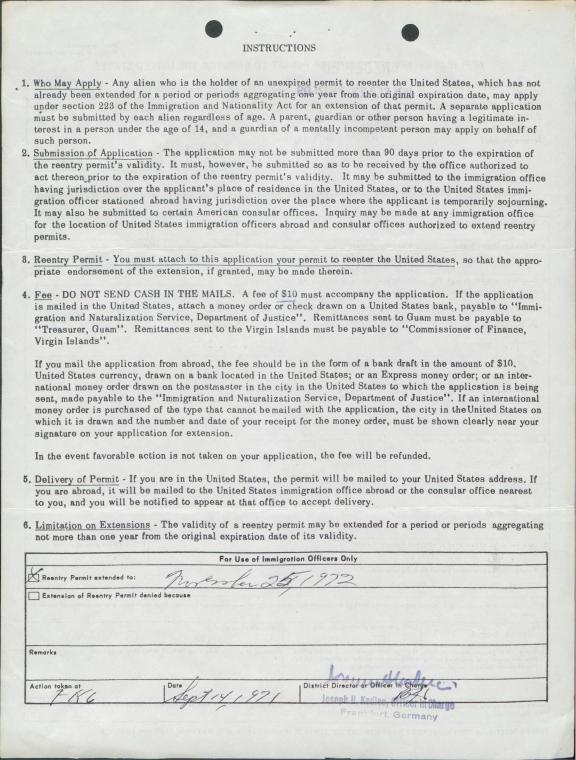 INSTRUCTIONS
1. Who May Apply - Any alien who is the holder of an unexpired permit to reenter the United States, which has not
already been extended for a period or periods aggregating one year from the original expiration date, may apply
under section 223 of the Immigration and Nationality Act for an extension of that permit. A separate application
must be submitted by each alien regardless of age. A parent, guardian or other person having a legitimate in-
terest in a person under the age of 14, and a guardian of a mentally incompetent person may apply on behalf of
such person.
2. Submission of Application - The application may not be submitted more than 90 days prior to the expiration of
the reentry permit's validity. It must, however, be submitted so as to be received by the office authorized to
act thereon prior to the expiration of the reentry permit's validity. It may be submitted to the immigration office
having jurisdiction over the applicant's place of residence in the United States, or to the United States immi-
gration officer stationed abroad having jurisdiction over the place where the applicant is temporarily sojourning.
It may also be submitted to certain American consular offices. Inquiry may be made at any immigration office
for the location of United States immigration officers abroad and consular offices authorized to extend reentry
permits.
3. Reentry Permit - You must attach to this application your permit to reenter the United States, so that the appro-
priate endorsement of the extension, if granted, may be made therein.
4. Fee - DO NOT SEND CASH IN THE MAILS. A fee of $10 must accompany the application. If the application
is mailed in the United States, attach a money order or check drawn on a United States bank, payable to "Immi-
gration and Naturalization Service, Department of Justice". Remittances sent to Guam must be payable to
"Treasurer, Guam". Remittances sent to the Virgin Islands must be payable to "Commissioner of Finance,
Virgin Islands".
If you mail the application from abroad, the fee should be in the form of a bank draft in the amount of $10,
United States currency, drawn on a bank located in the United States; or an Express money order; or an inter-
national money order drawn on the postmaster in the city in the United States to which the application is being
sent, made payable to the "Immigration and Naturalization Service, Department of Justice". If an international
money order is purchased of the type that cannot be mailed with the application, the city in the United States on
which it is drawn and the number and date of your receipt for the money order, must be shown clearly near your
signature on your application for extension.
In the event favorable action is not taken on your application, the fee will be refunded.
5. Delivery of Permit - If you are in the United States, the permit will be mailed to your United States address. If
you are abroad, it will be mailed to the United States immigration office abroad or the consular office nearest
to you, and you will be notified to appear at that office to accept delivery.
6. Limitation on Extensions - The validity of a reentry permit may be extended for a period or periods aggregating
not more than one year from the original expiration date of its validity.
For Use of Immigration Officers Only
Reentry Permit extended to: November 25, 1972
Extension of Reentry Permit denied because
Remarks
Action taken at Date District Director or Officer in Charge
Sept 14, 1971
Joseph H. Officer in Charge
Frankfurt, Germany